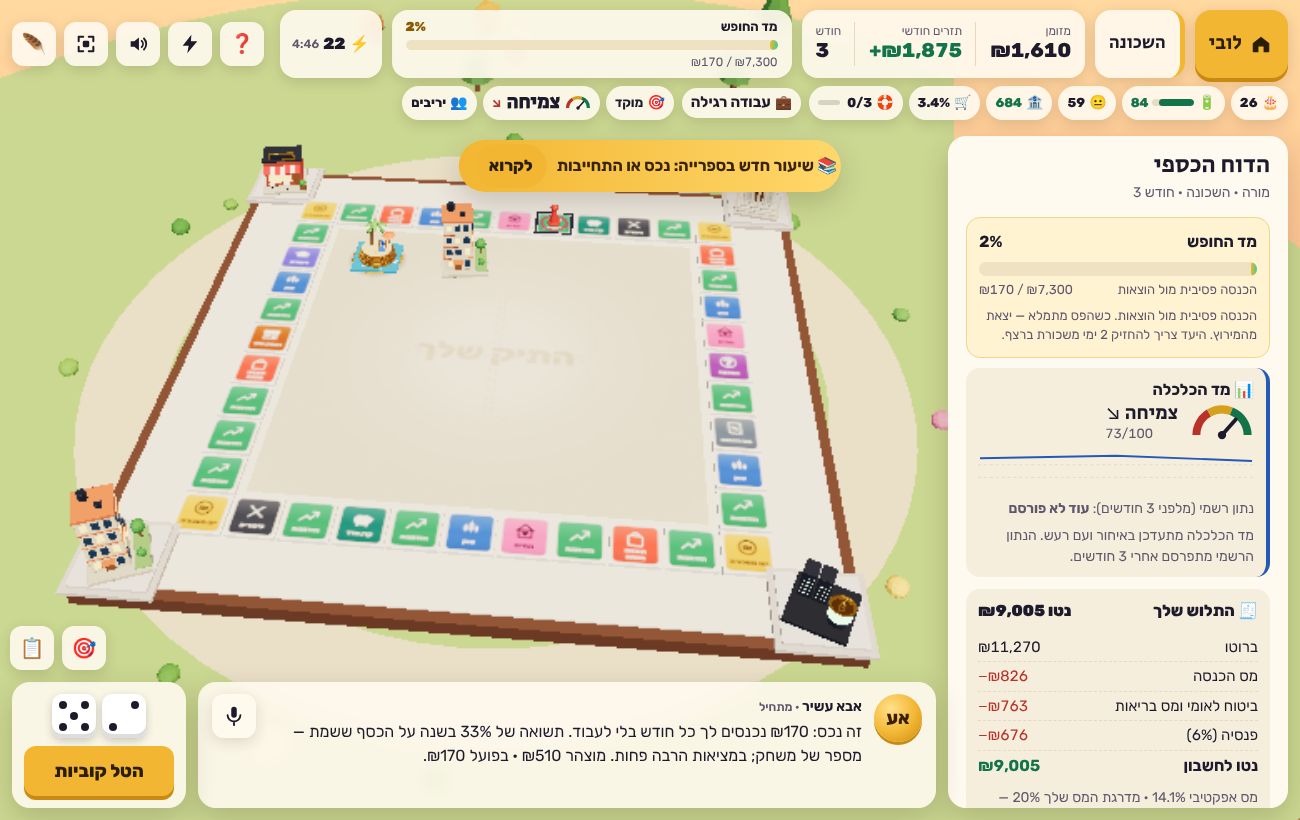 לובי
השכונה
מזומן
₪1,610
תזרים חודשי
+₪1,875
חודש
3
מד החופש
2%
₪170 / ₪7,300
⚡ 22 4:46
❓
26
84
59
684
3.4%
0/3
עבודה רגילה
מוקד
צמיחה ↘
יריבים
📚 שיעור חדש בספרייה: נכס או התחייבות
לקרוא
הדוח הכספי
מורה · השכונה · חודש 3
מד החופש
2%
הכנסה פסיבית מול הוצאות
₪170 / ₪7,300
הכנסה פסיבית מול הוצאות. כשהפס מתמלא – יצאת
מהמירוץ. היעד צריך להחזיק 2 ימי משכורת ברצף.
📊 מד הכלכלה
צמיחה ↘
73/100
נתון רשמי (מלפני 3 חודשים): עוד לא פורסם
מד הכלכלה מתעדכן באיחור ועם רעש. הנתון
הרשמי מתפרסם אחרי 3 חודשים.
🧾 התלוש שלך
נטו ₪9,005
ברוטו
₪11,270
מס הכנסה
−₪826
ביטוח לאומי ומס בריאות
−₪763
פנסיה (6%)
−₪676
נטו לחשבון
₪9,005
מס אפקטיבי 14.1% · מדרגת המס שלך 20% –
התיק שלך
אע
אבא עשיר · מתחיל
זה נכס: ₪170 נכנסים לך כל חודש בלי לעבוד. תשואה של 33% בשנה על הכסף ששמת –
מספר של משחק; במציאות הרבה פחות. מוצהר ₪510 · בפועל ₪170.
הטל קוביות